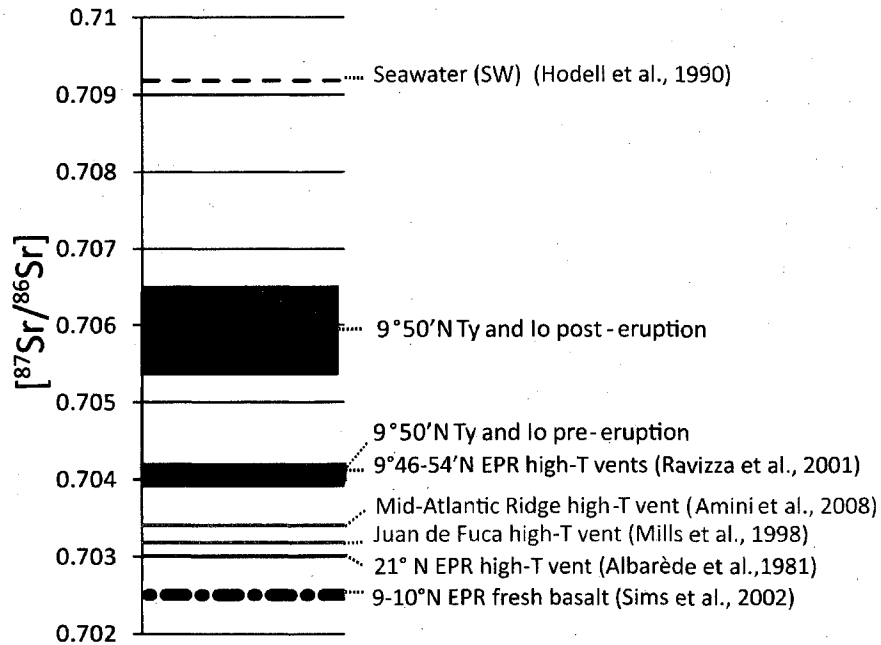 0.71
Seawater (SW) (Hodell et al., 1990)
0.709
0.708
0.707
[⁸⁷Sr/⁸⁶Sr]
0.706
9°50'N Ty and Io post-eruption
0.705
9°50'N Ty and Io pre-eruption
9°46-54'N EPR high-T vents (Ravizza et al., 2001)
0.704
Mid-Atlantic Ridge high-T vent (Amini et al., 2008)
Juan de Fuca high-T vent (Mills et al., 1998)
0.703
21° N EPR high-T vent (Albarède et al.,1981)
9-10°N EPR fresh basalt (Sims et al., 2002)
0.702